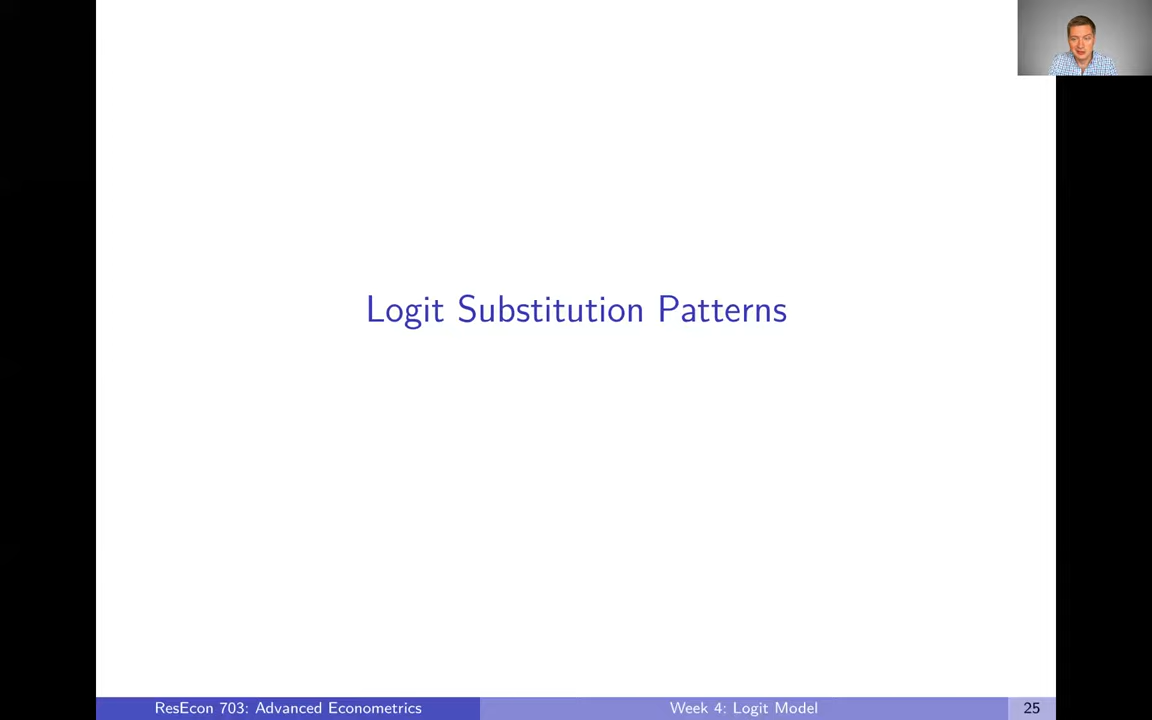 Logit Substitution Patterns
ResEcon 703: Advanced Econometrics
Week 4: Logit Model
25